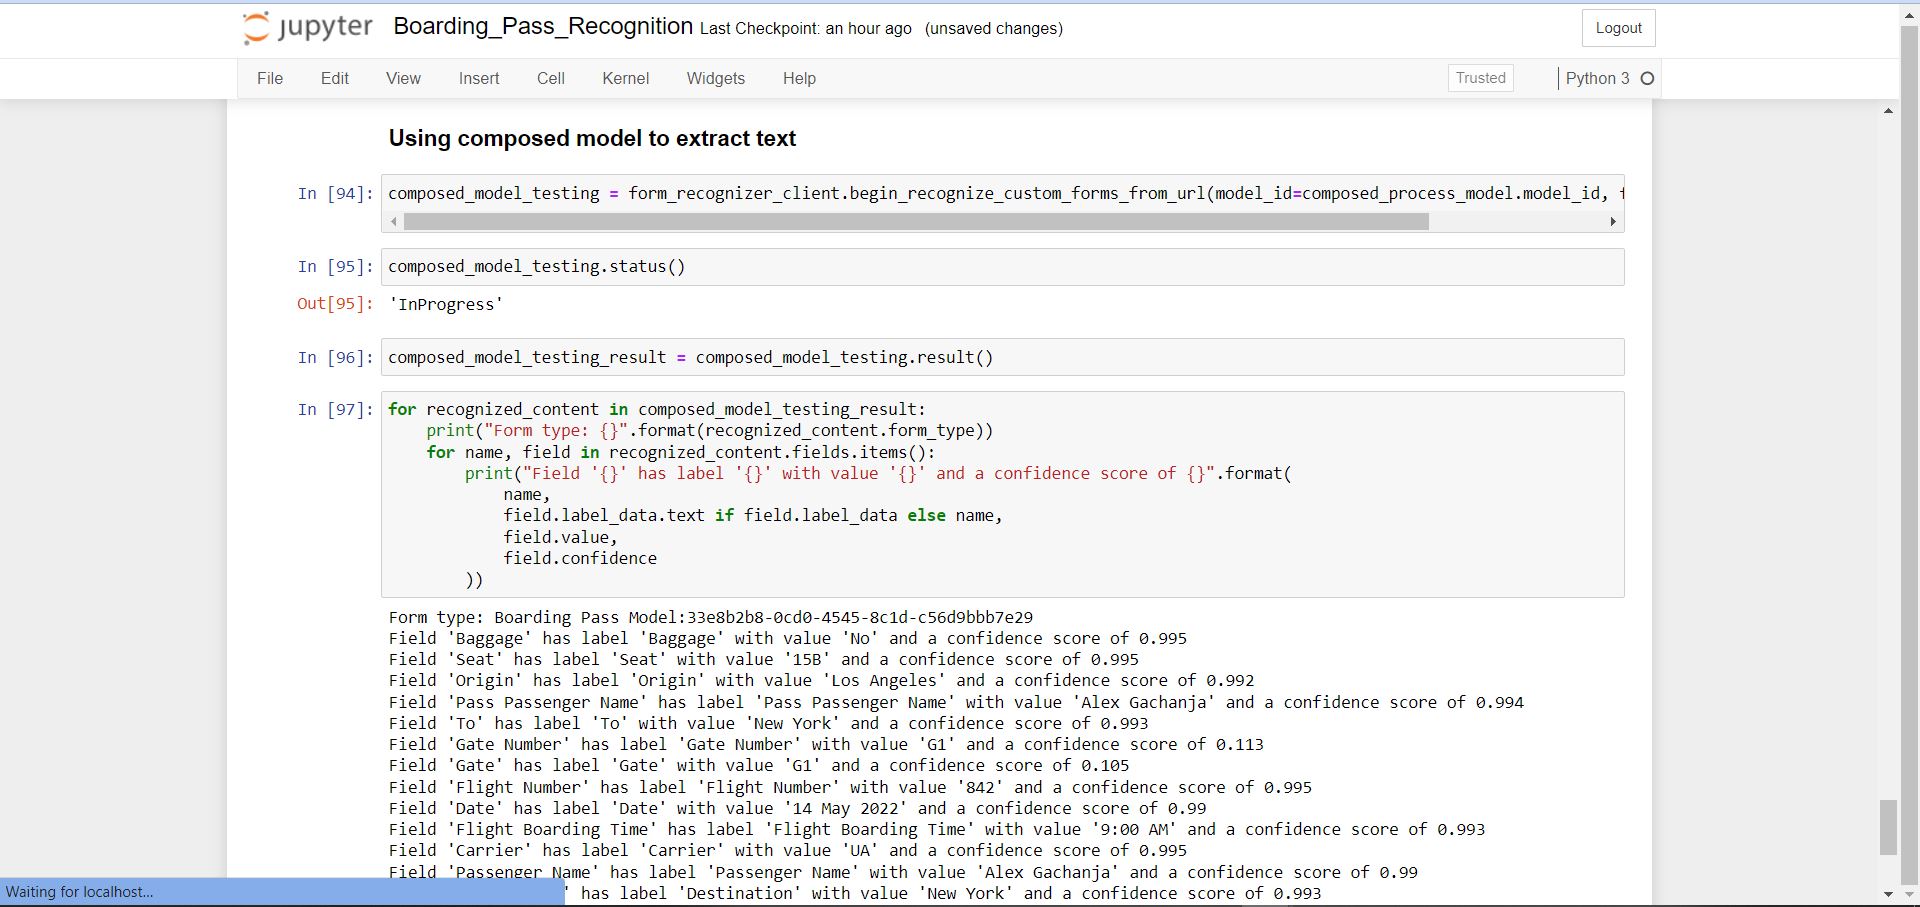 jupyter Boarding_Pass_Recognition Last Checkpoint: an hour ago (unsaved changes) Logout
File Edit View Insert Cell Kernel Widgets Help Trusted Python 3
Using composed model to extract text
In [94]: composed_model_testing = form_recognizer_client.begin_recognize_custom_forms_from_url(model_id=composed_process_model.model_id,
In [95]: composed_model_testing.status()
Out[95]: 'InProgress'
In [96]: composed_model_testing_result = composed_model_testing.result()
In [97]: for recognized_content in composed_model_testing_result:
print("Form type: {}".format(recognized_content.form_type))
for name, field in recognized_content.fields.items():
print("Field '{}' has label '{}' with value '{}' and a confidence score of {}".format(
name,
field.label_data.text if field.label_data else name,
field.value,
field.confidence
))
Form type: Boarding Pass Model:33e8b2b8-0cd0-4545-8c1d-c56d9bbb7e29
Field 'Baggage' has label 'Baggage' with value 'No' and a confidence score of 0.995
Field 'Seat' has label 'Seat' with value '15B' and a confidence score of 0.995
Field 'Origin' has label 'Origin' with value 'Los Angeles' and a confidence score of 0.992
Field 'Pass Passenger Name' has label 'Pass Passenger Name' with value 'Alex Gachanja' and a confidence score of 0.994
Field 'To' has label 'To' with value 'New York' and a confidence score of 0.993
Field 'Gate Number' has label 'Gate Number' with value 'G1' and a confidence score of 0.113
Field 'Gate' has label 'Gate' with value 'G1' and a confidence score of 0.105
Field 'Flight Number' has label 'Flight Number' with value '842' and a confidence score of 0.995
Field 'Date' has label 'Date' with value '14 May 2022' and a confidence score of 0.99
Field 'Flight Boarding Time' has label 'Flight Boarding Time' with value '9:00 AM' and a confidence score of 0.993
Field 'Carrier' has label 'Carrier' with value 'UA' and a confidence score of 0.995
Field 'Passenger Name' has label 'Passenger Name' with value 'Alex Gachanja' and a confidence score of 0.99
Waiting for localhost... ' has label 'Destination' with value 'New York' and a confidence score of 0.993